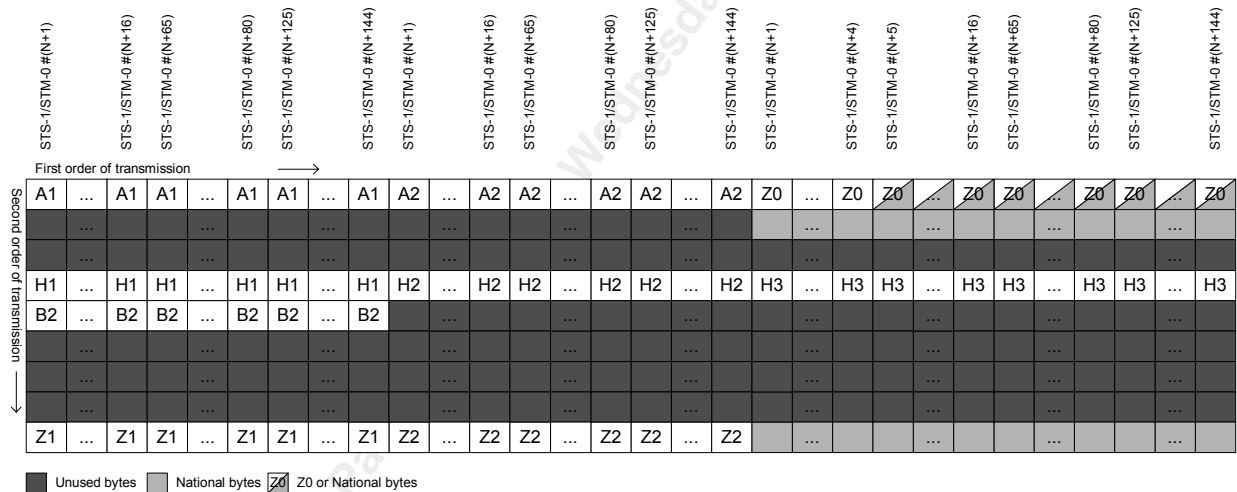 STS-1/STM-0 #(N+1)
STS-1/STM-0 #(N+16)
STS-1/STM-0 #(N+65)
STS-1/STM-0 #(N+80)
STS-1/STM-0 #(N+125)
STS-1/STM-0 #(N+144)
STS-1/STM-0 #(N+1)
STS-1/STM-0 #(N+16)
STS-1/STM-0 #(N+65)
STS-1/STM-0 #(N+80)
STS-1/STM-0 #(N+125)
STS-1/STM-0 #(N+144)
STS-1/STM-0 #(N+1)
STS-1/STM-0 #(N+4)
STS-1/STM-0 #(N+5)
STS-1/STM-0 #(N+16)
STS-1/STM-0 #(N+65)
STS-1/STM-0 #(N+80)
STS-1/STM-0 #(N+125)
STS-1/STM-0 #(N+144)
Wednesda
First order of transmission
Second order of transmission
A1 ... A1 A1 ... A1 A1 ... A1 A2 ... A2 A2 ... A2 A2 ... A2 Z0 ... Z0 Z0 ... Z0 Z0 ... Z0 Z0 ... Z0
... ... ... ... ... ... ... ... ... ...
... ... ... ... ... ... ... ... ... ...
H1 ... H1 H1 ... H1 H1 ... H1 H2 ... H2 H2 ... H2 H2 ... H2 H3 ... H3 H3 ... H3 H3 ... H3 H3 ... H3
B2 ... B2 B2 ... B2 B2 ... B2 ... ... ... ... ... ... ...
... ... ... ... ... ... ... ... ... ...
... ... ... ... ... ... ... ... ... ...
... ... ... ... ... ... ... ... ... ...
Z1 ... Z1 Z1 ... Z1 Z1 ... Z1 Z2 ... Z2 Z2 ... Z2 Z2 ... Z2 ... ... ... ...
Pa
Unused bytes National bytes Z0 Z0 or National bytes